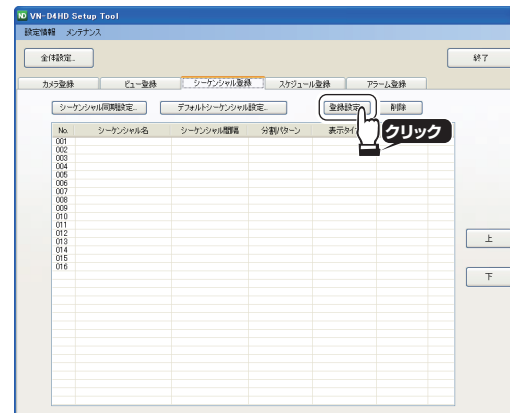 VN-D4HD Setup Tool
設定情報 メンテナンス
全体設定... 終了
カメラ登録 ビュー登録 シーケンシャル登録 スケジュール登録 アラーム登録
シーケンシャル同期設定... デフォルトシーケンシャル設定... 登録設定 削除
クリック
No. シーケンシャル名 シーケンシャル間隔 分割パターン 表示タイ
001
002
003
004
005
006
007
008
009
010
011
012
013
014
015
016
上
下